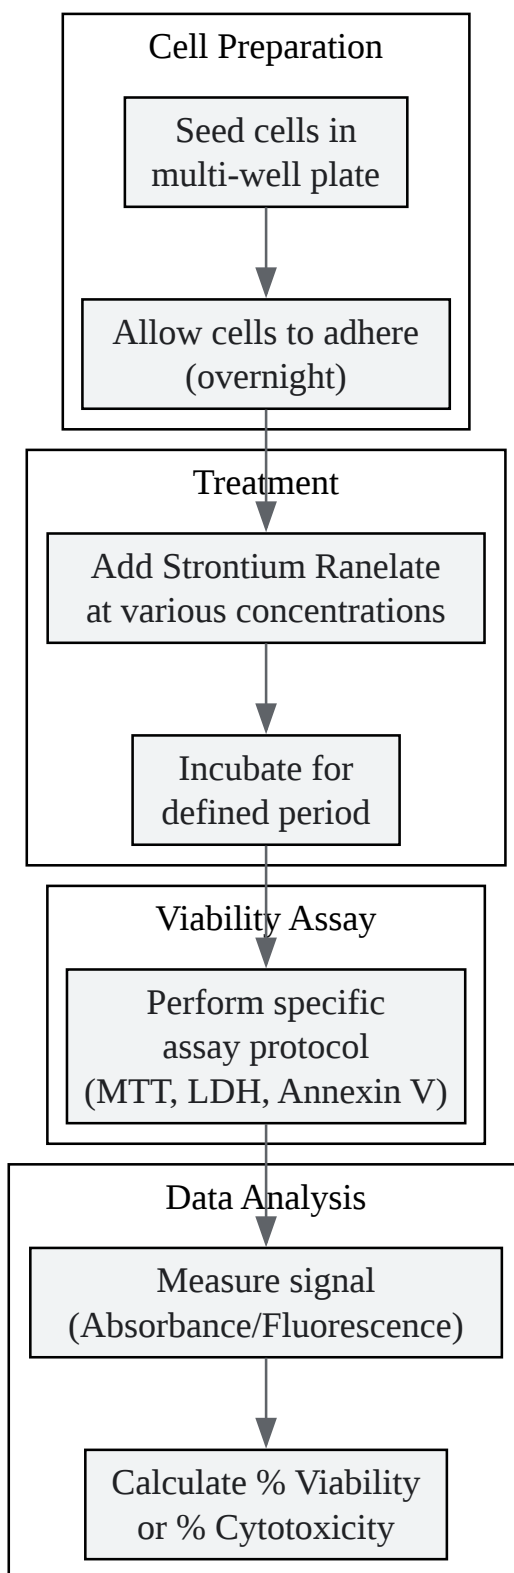 Cell Preparation
Seed cells in
multi-well plate
Allow cells to adhere
(overnight)
Treatment
Add Strontium Ranelate
at various concentrations
Incubate for
defined period
Viability Assay
Perform specific
assay protocol
(MTT, LDH, Annexin V)
Data Analysis
Measure signal
(Absorbance/Fluorescence)
Calculate % Viability
or % Cytotoxicity